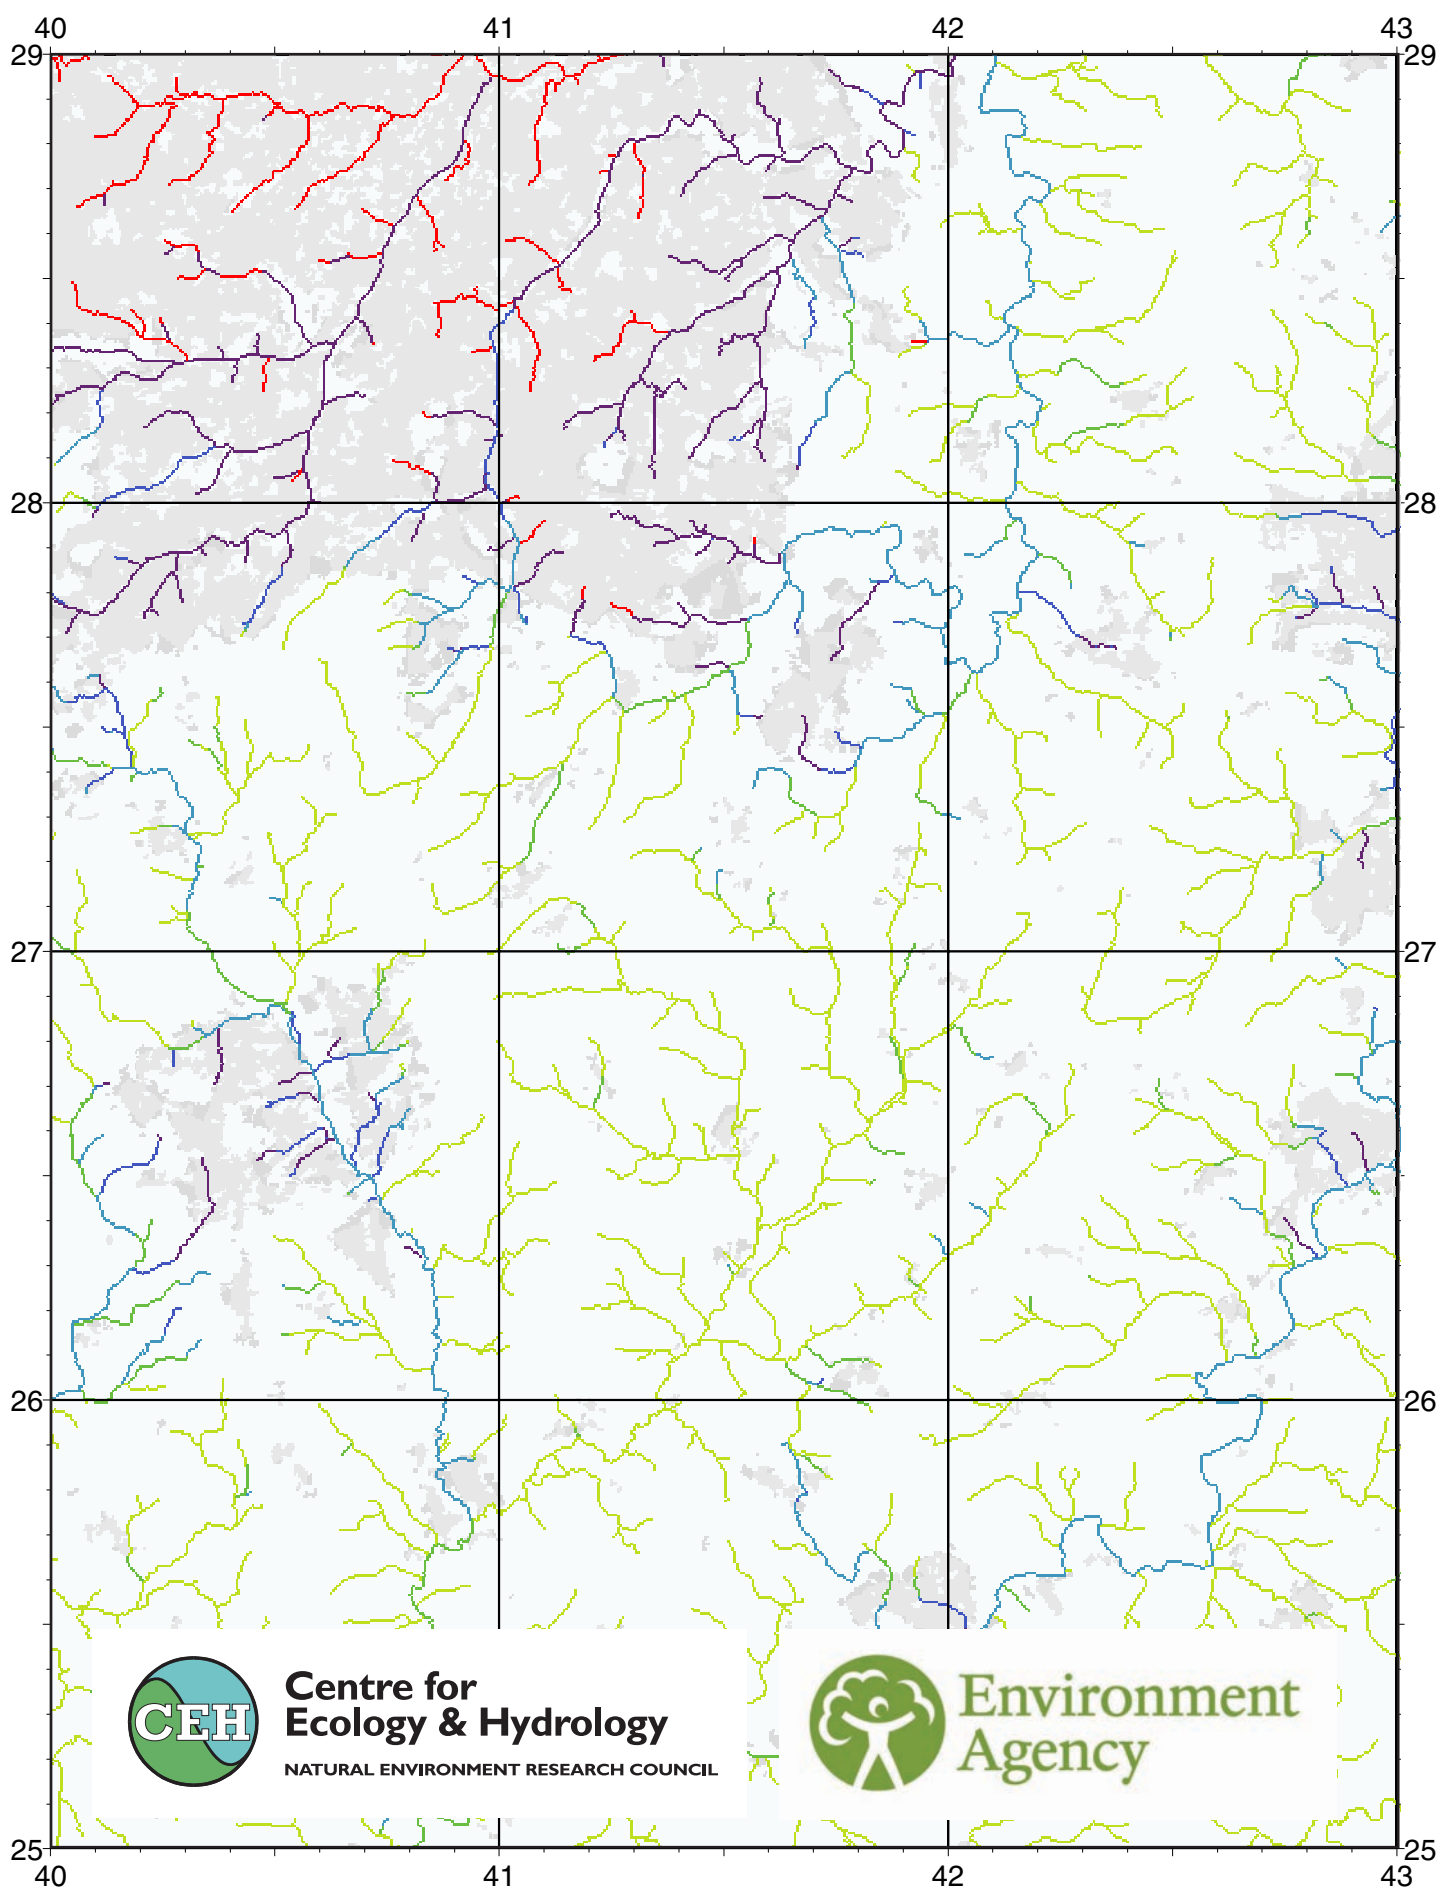 40 41 42 43
29 29
28 28
27 27
26 26
CEH
Centre for
Ecology & Hydrology
NATURAL ENVIRONMENT RESEARCH COUNCIL
Environment
Agency
25 25
40 41 42 43